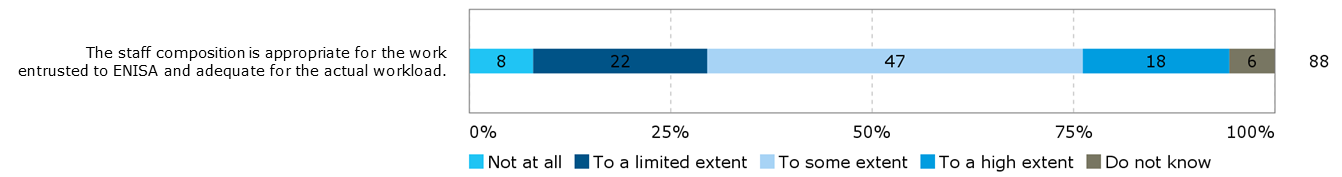 The staff composition is appropriate for the work
entrusted to ENISA and adequate for the actual workload.
8 22 47 18 6 88
0% 25% 50% 75% 100%
Not at all To a limited extent To some extent To a high extent Do not know